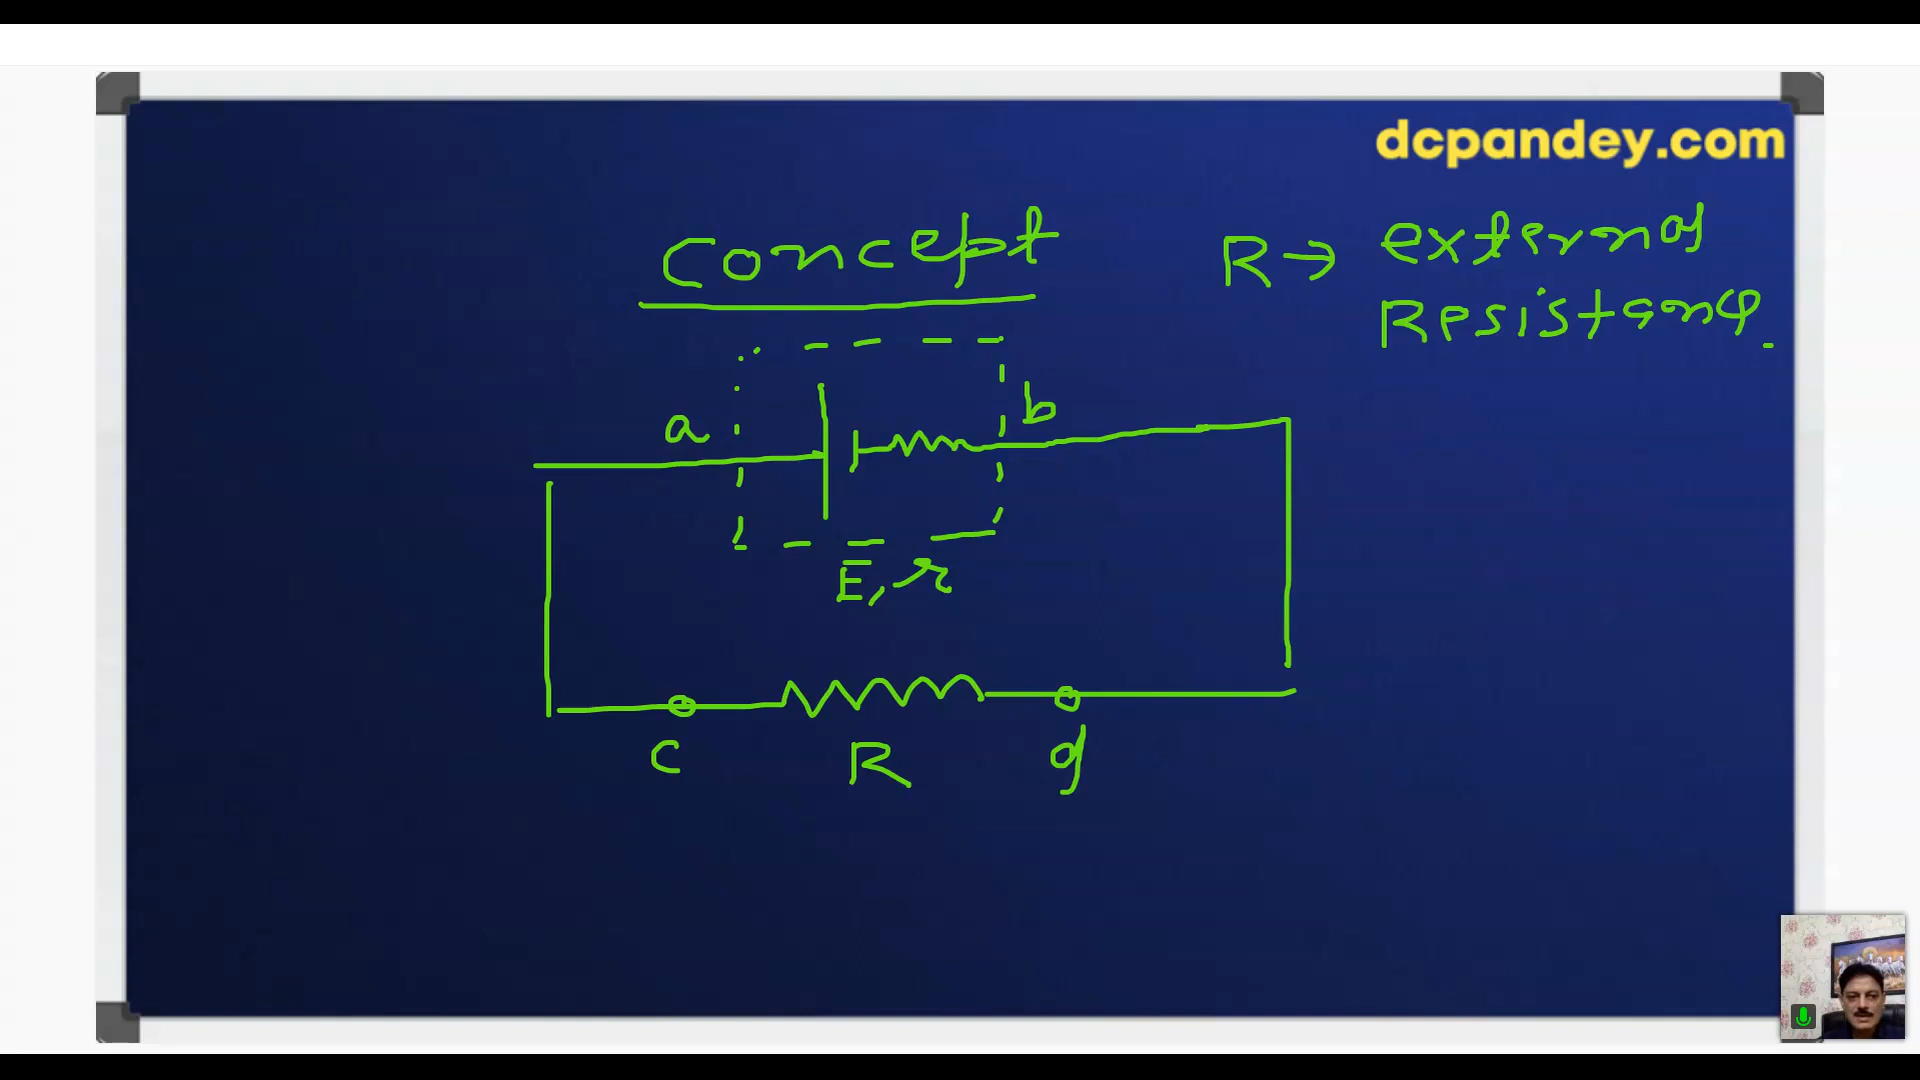 dcpandey.com
Concept
R → external
Resistance
a
b
E, r
c
R
d